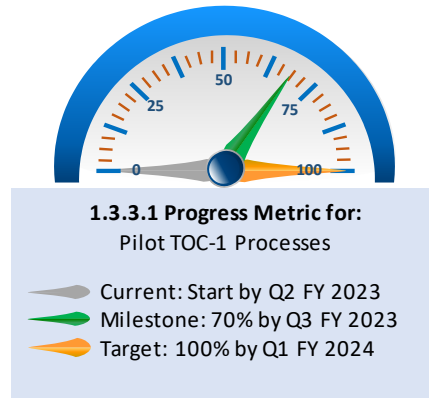 50
25
75
0
100
1.3.3.1 Progress Metric for:
Pilot TOC-1 Processes
Current: Start by Q2 FY 2023
Milestone: 70% by Q3 FY 2023
Target: 100% by Q1 FY 2024